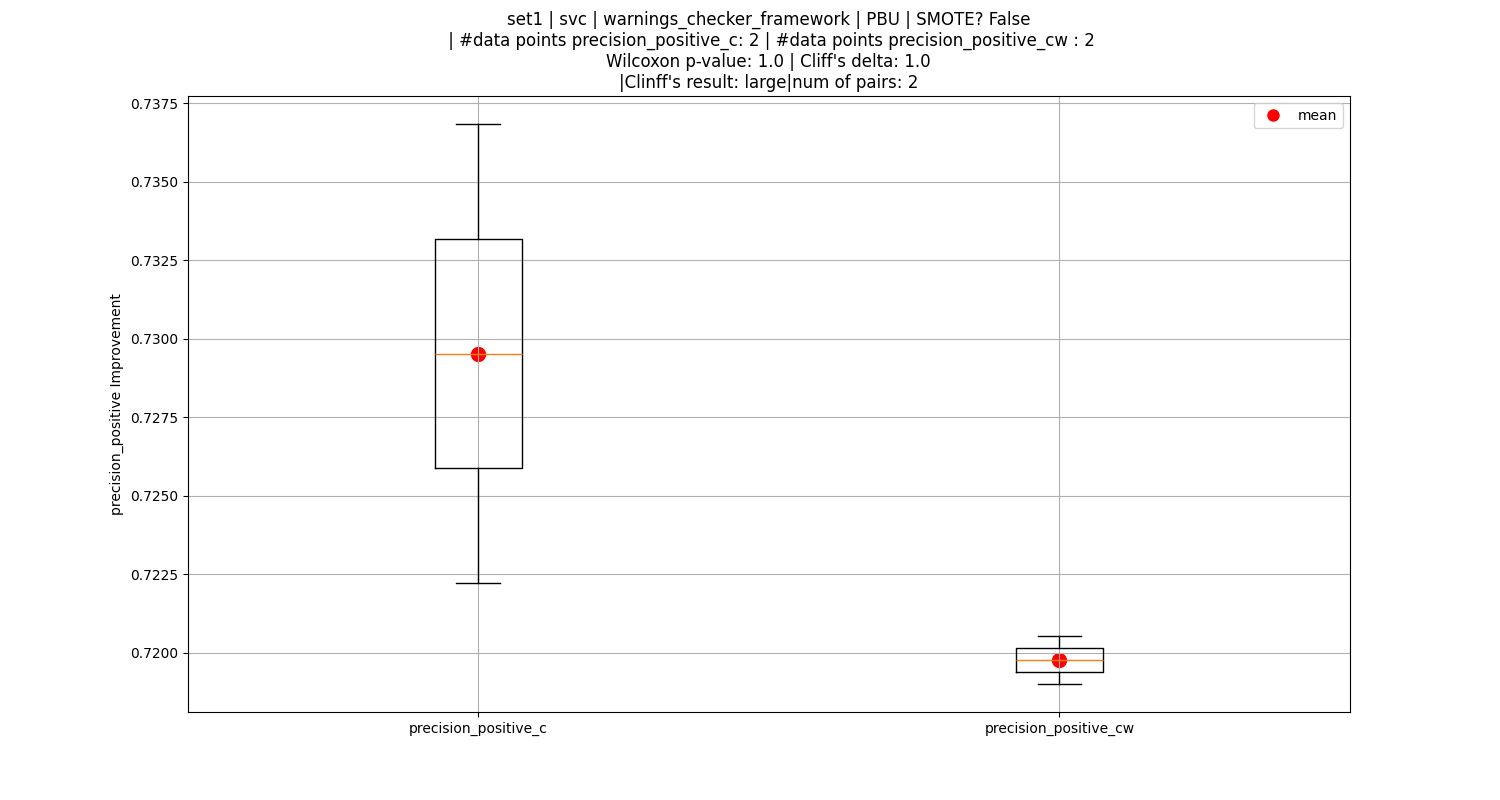 set1 | svc | warnings_checker_framework | PBU | SMOTE? False
| #data points precision_positive_c: 2 | #data points precision_positive_cw : 2
Wilcoxon p-value: 1.0 | Cliff's delta: 1.0
|Clinff's result: large|num of pairs: 2
mean
precision_positive Improvement
0.7375
0.7350
0.7325
0.7300
0.7275
0.7250
0.7225
0.7200
precision_positive_c
precision_positive_cw